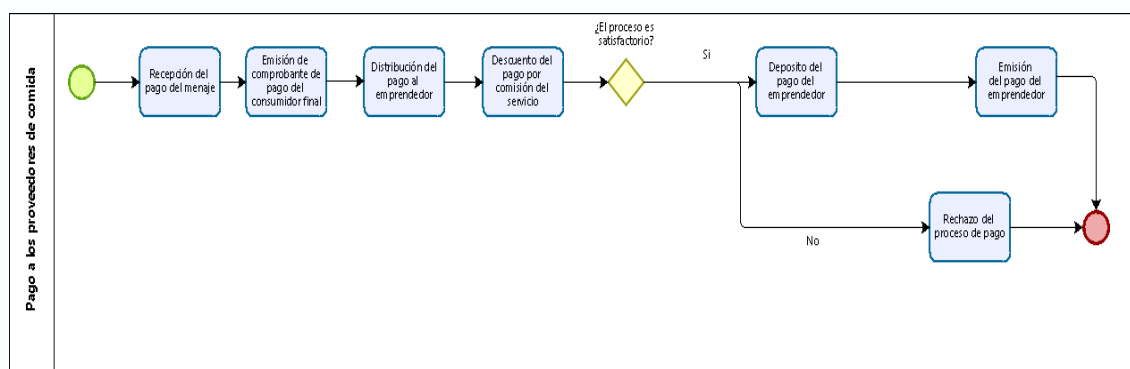 Pago a los proveedores de comida
Recepción del
pago del menaje
Emisión de
comprobante de
pago del
consumidor final
Distribución del
pago al
emprendedor
Descuento del
pago por
comisión del
servicio
¿El proceso es
satisfactorio?
Si
Deposito del
pago del
emprendedor
Emisión
del pago del
emprendedor
No
Rechazo del
proceso de pago